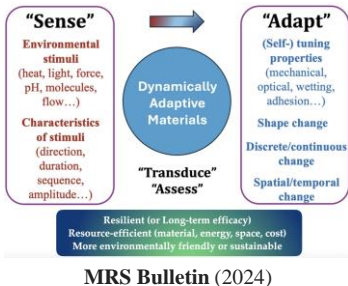 “Sense”
Environmental
stimuli
(heat, light, force,
pH, molecules,
flow…)
Characteristics
of stimuli
(direction,
duration,
sequence,
amplitude…)
Dynamically
Adaptive
Materials
“Transduce”
“Assess”
“Adapt”
(Self-) tuning
properties
(mechanical,
optical, wetting,
adhesion…)
Shape change
Discrete/continuous
change
Spatial/temporal
change
Resilient (or Long-term efficacy)
Resource-efficient (material, energy, space, cost)
More environmentally friendly or sustainable
MRS Bulletin (2024)